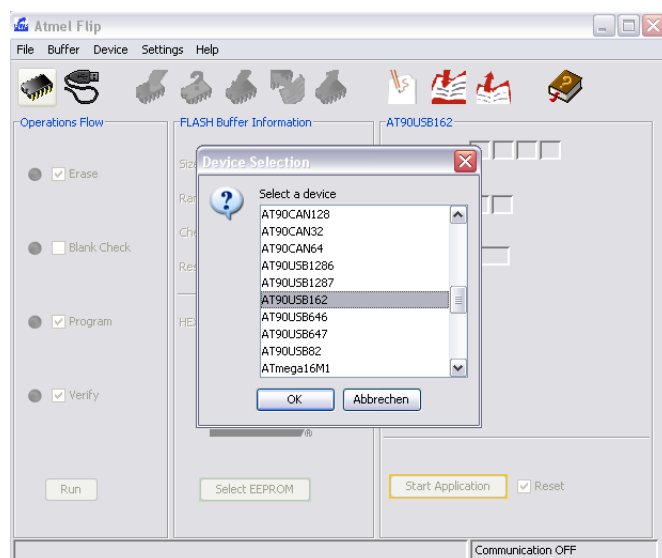 Atmel Flip
File Buffer Device Settings Help
Operations Flow
FLASH Buffer Information
AT90USB162
Device Selection
Select a device
AT90CAN128
AT90CAN32
AT90CAN64
AT90USB1286
AT90USB1287
AT90USB162
AT90USB646
AT90USB647
AT90USB82
ATmega16M1
OK
Abbrechen
Erase
Blank Check
Program
HEX
Verify
®
Run
Select EEPROM
Start Application
Reset
Communication OFF